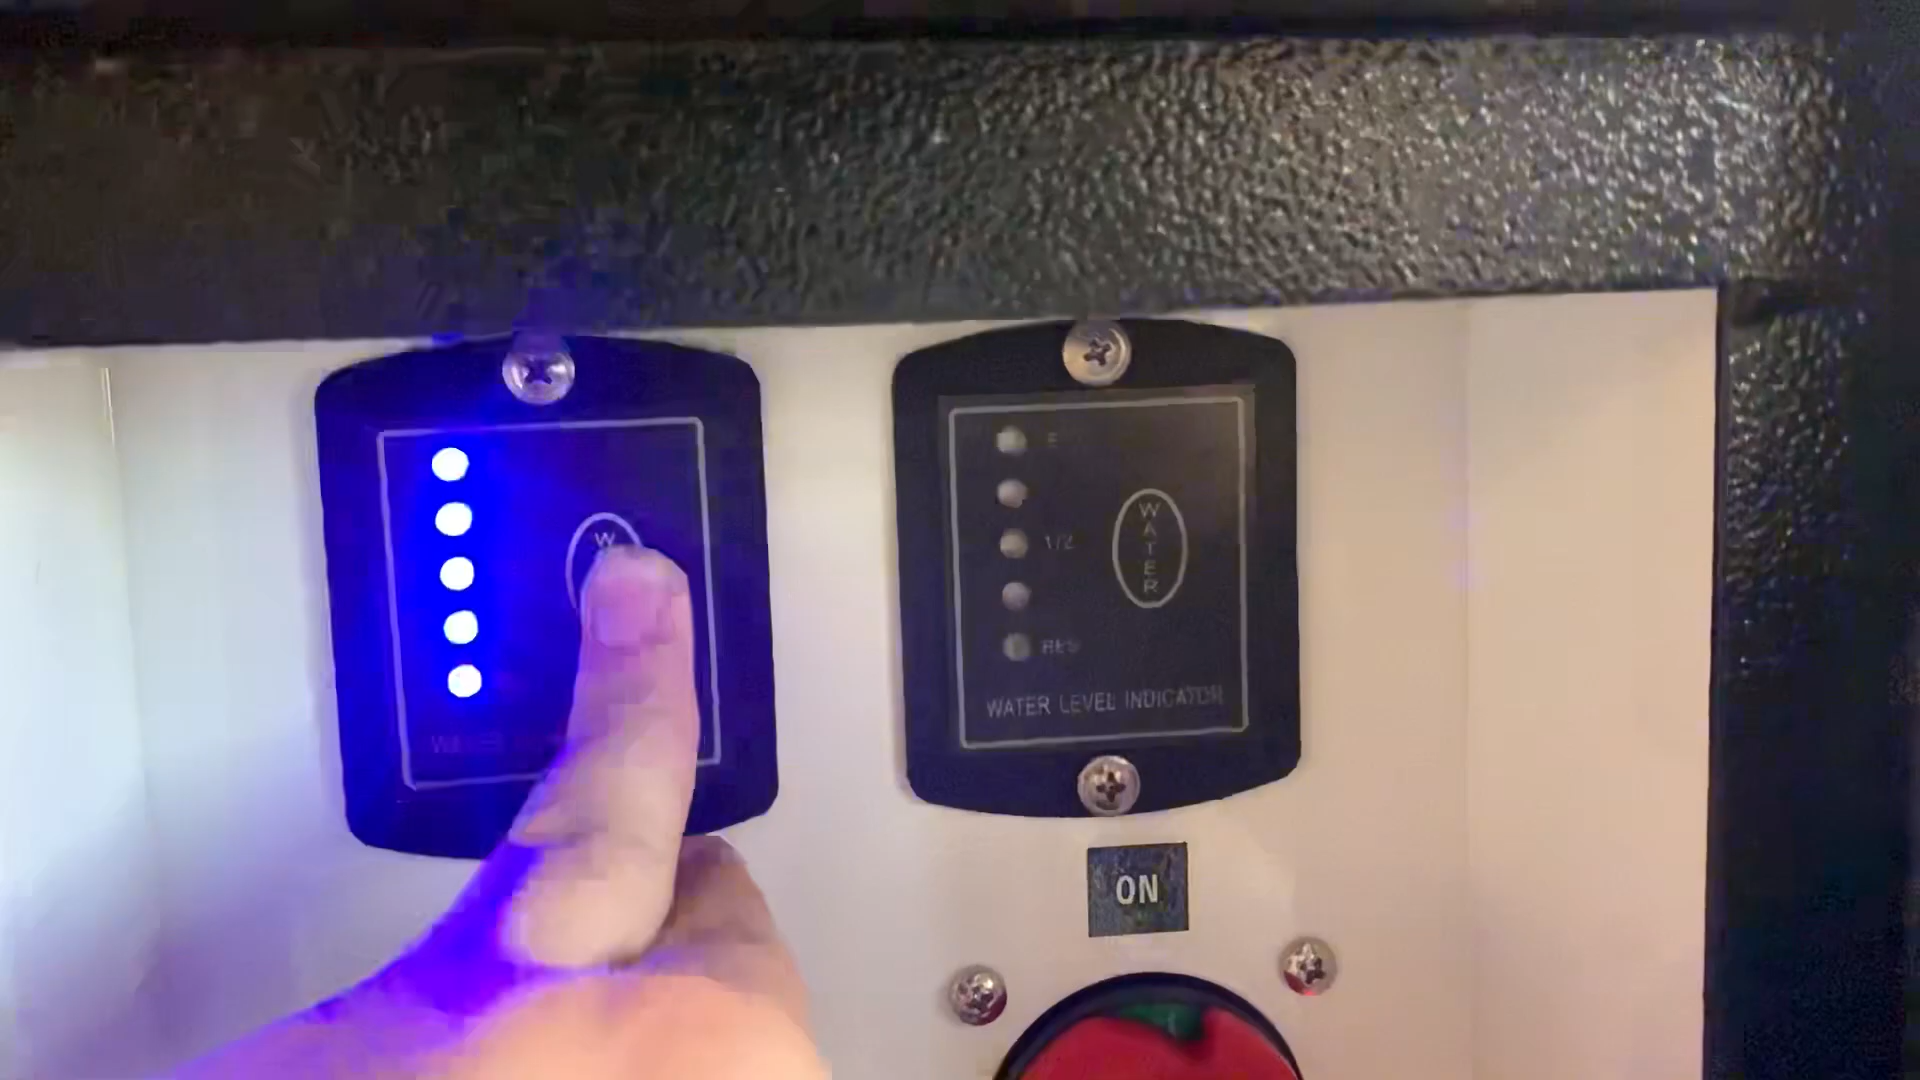 W
E
WATER
1/2
RES
WATER LEVEL INDICATOR
ON